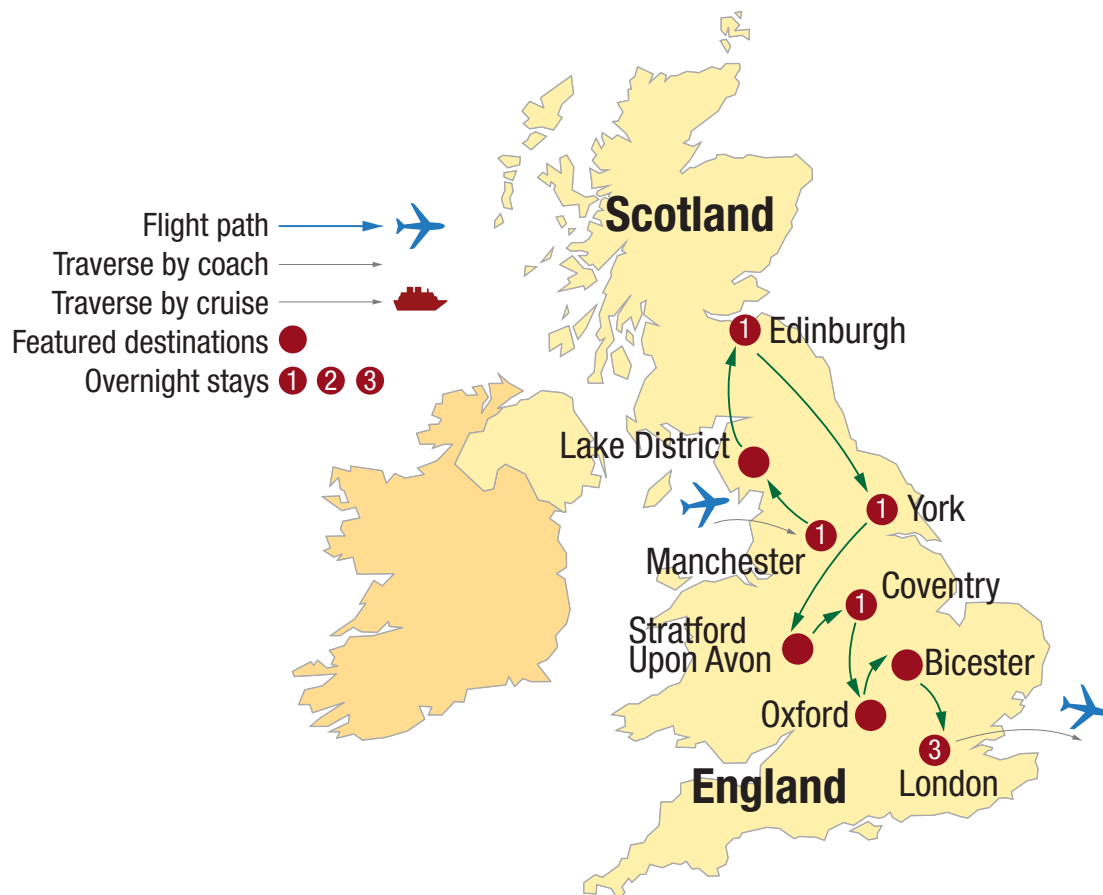 Scotland
Flight path
Traverse by coach
Traverse by cruise
Featured destinations
Overnight stays 1 2 3
1 Edinburgh
Lake District
1 York
1
Manchester
Coventry
1
Stratford
Upon Avon
Bicester
Oxford
3
London
England